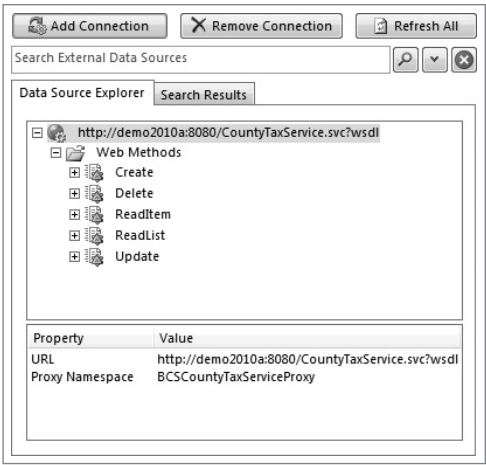 Add Connection Remove Connection Refresh All
Search External Data Sources
Data Source Explorer Search Results
http://demo2010a:8080/CountyTaxService.svc?wsdl
Web Methods
Create
Delete
ReadItem
ReadList
Update
Property Value
URL http://demo2010a:8080/CountyTaxService.svc?wsdl
Proxy Namespace BCSCountyTaxServiceProxy